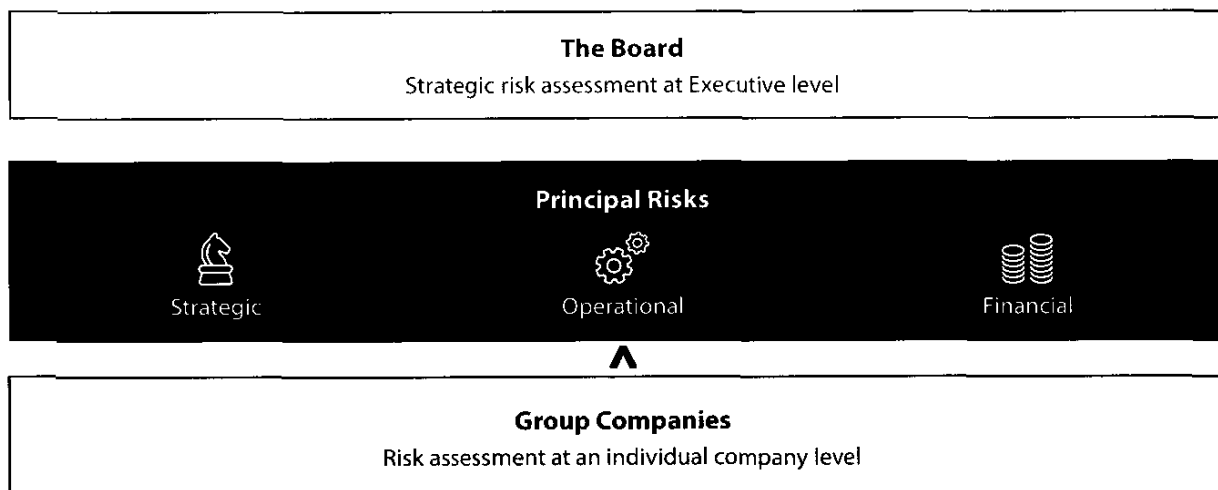 The Board
Strategic risk assessment at Executive level
Principal Risks
Strategic
Operational
Financial
Group Companies
Risk assessment at an individual company level